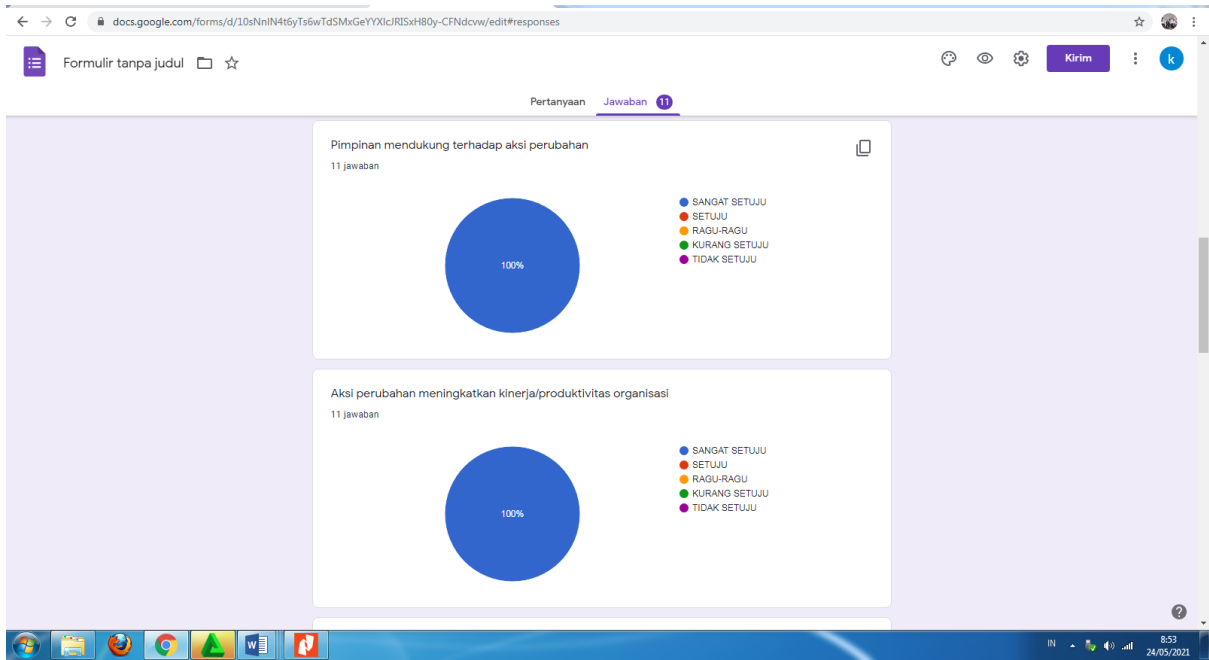 docs.google.com/forms/d/10sNnIN4t6yTs6wTdSMxGeYYXlcJRISxH80y-CFNdcvw/edit#responses
Formulir tanpa judul
Kirim
k
Pertanyaan Jawaban 11
Pimpinan mendukung terhadap aksi perubahan
11 jawaban
SANGAT SETUJU
SETUJU
RAGU-RAGU
KURANG SETUJU
TIDAK SETUJU
100%
Aksi perubahan meningkatkan kinerja/produktivitas organisasi
11 jawaban
SANGAT SETUJU
SETUJU
RAGU-RAGU
KURANG SETUJU
TIDAK SETUJU
100%
IN
8:53
24/05/2021